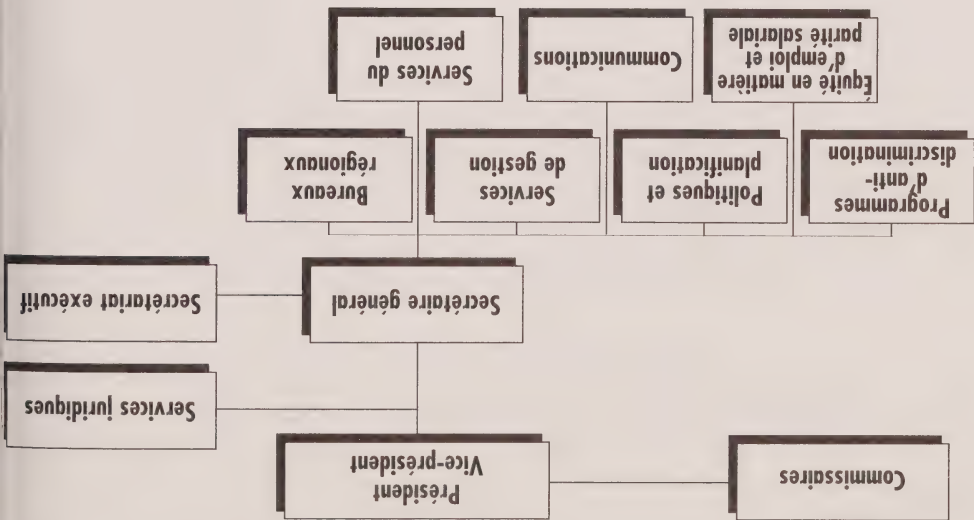 Commissaires
Président
Vice-président
Services juridiques
Secrétaire général
Secrétariat exécutif
Programmes
d'anti-
discrimination
Politiques et
planification
Services
de gestion
Bureaux
régionaux
Équité en matière
d'emploi et
parité salariale
Communications
Services du
personnel